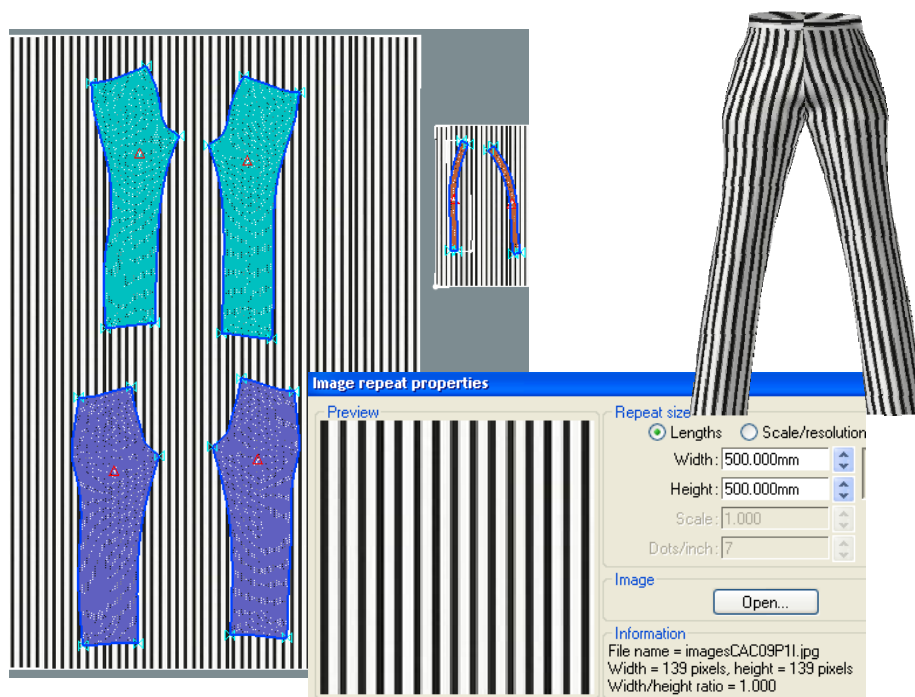 Image repeat properties
Preview
Repeat size
Lengths Scale/resolution
Width: 500.000mm
Height: 500.000mm
Scale: 1.000
Dots/inch: 7
Image
Open...
Information
File name = imagesCAC09P1I.jpg
Width = 139 pixels, height = 139 pixels
Width/height ratio = 1.000